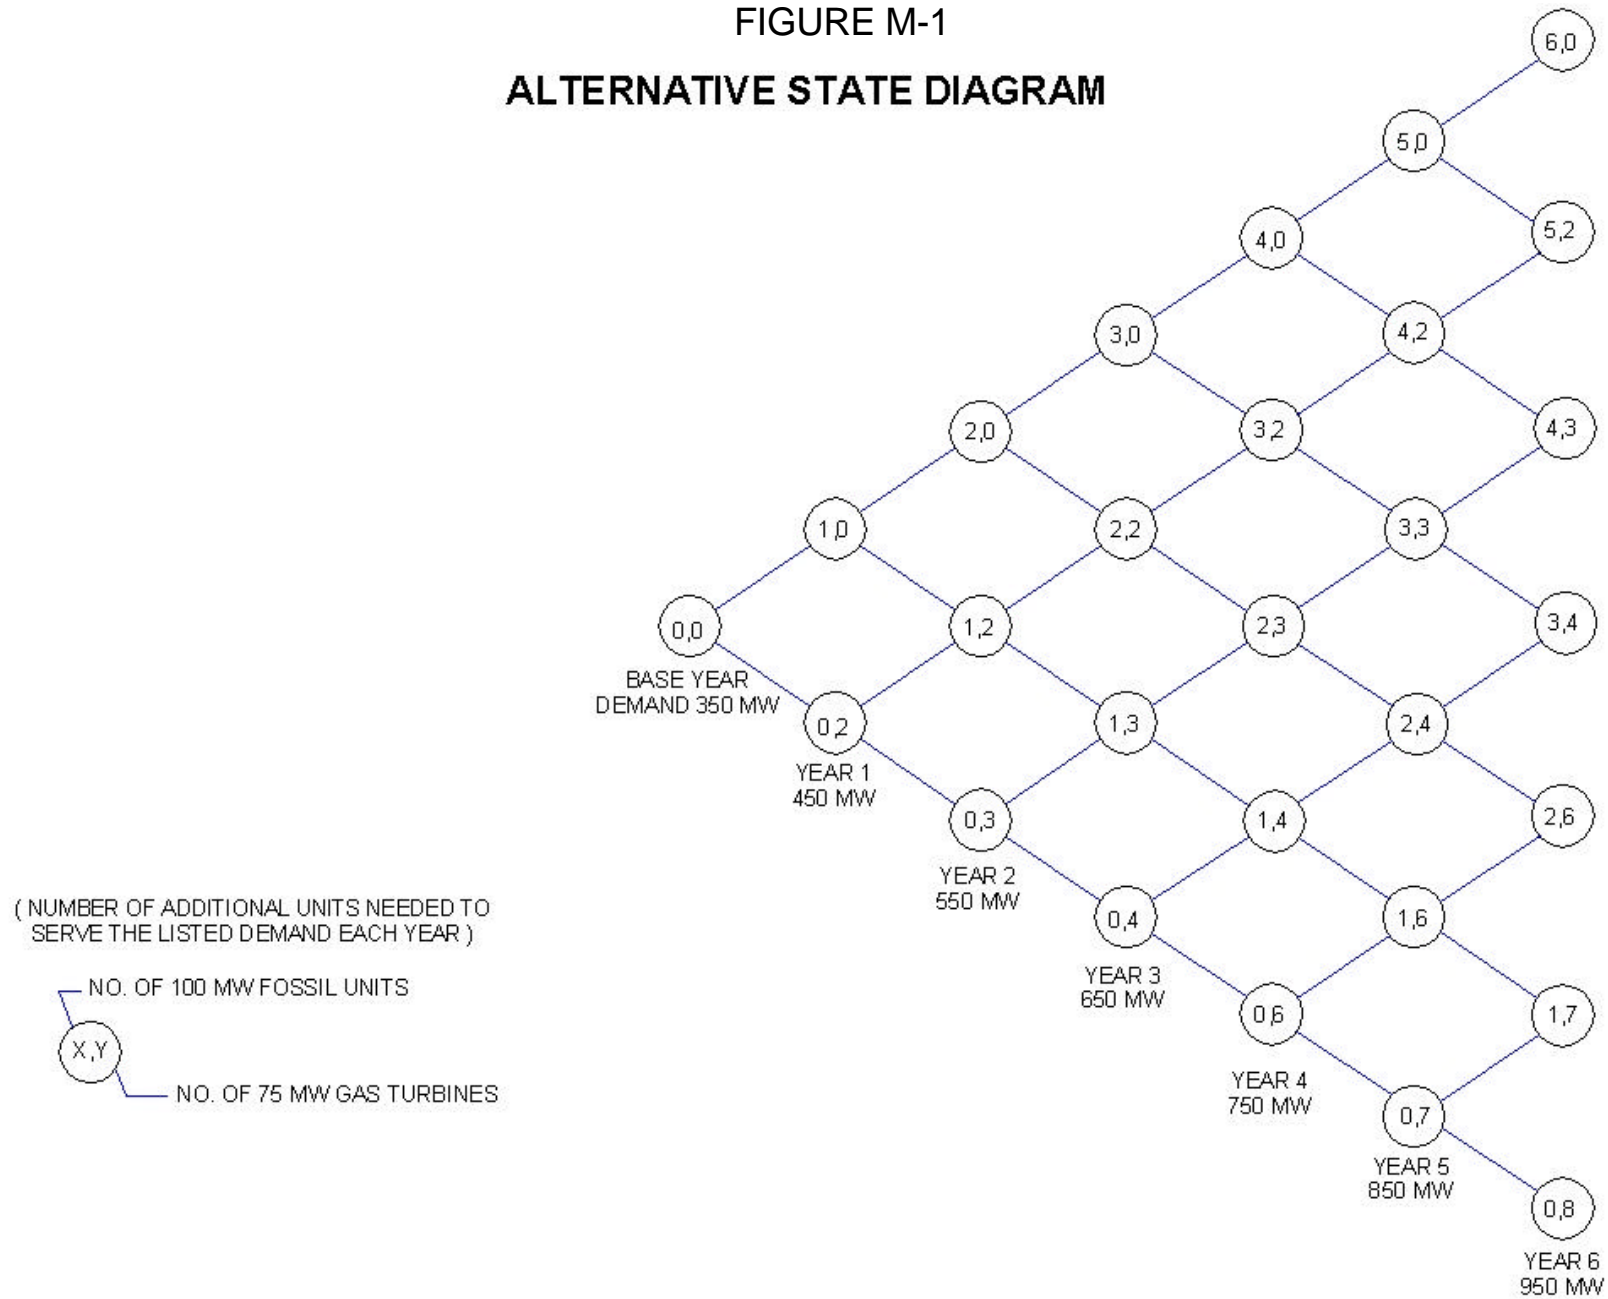 FIGURE M-1
ALTERNATIVE STATE DIAGRAM
6,0
5,0
5,2
4,0
4,2
3,0
4,3
3,2
2,0
3,3
2,2
1,0
3,4
2,3
1,2
0,0
2,4
1,3
0,2
BASE YEAR
DEMAND 350 MW
YEAR 1
450 MW
2,6
1,4
0,3
YEAR 2
550 MW
1,6
0,4
YEAR 3
650 MW
1,7
0,6
YEAR 4
750 MW
0,7
YEAR 5
850 MW
0,8
YEAR 6
950 MW
( NUMBER OF ADDITIONAL UNITS NEEDED TO
SERVE THE LISTED DEMAND EACH YEAR )
NO. OF 100 MW FOSSIL UNITS
X,Y
NO. OF 75 MW GAS TURBINES